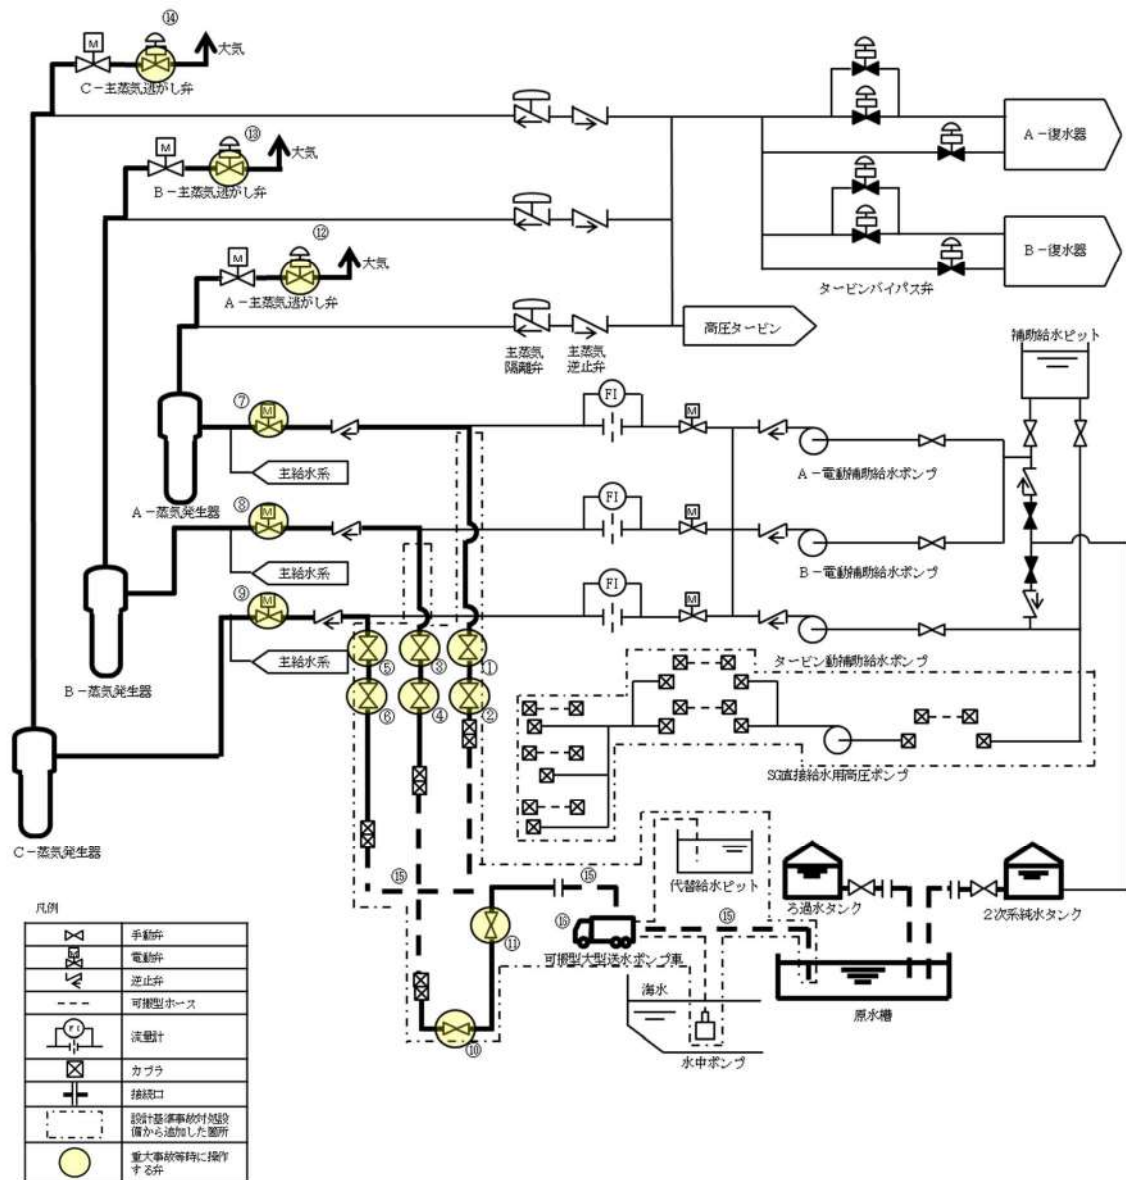 ⑭
M
大気
C-主蒸気逃がし弁
⑬
M
大気
B-主蒸気逃がし弁
⑫
M
大気
A-主蒸気逃がし弁
A-復水器
B-復水器
タービンバイパス弁
高圧タービン
主蒸気
隔離弁
主蒸気
逆止弁
補助給水ピット
⑦
M
FI
M
主給水系
A-電動補助給水ポンプ
A-蒸気発生器
⑧
M
FI
M
主給水系
B-電動補助給水ポンプ
⑨
M
FI
M
主給水系
タービン動補助給水ポンプ
B-蒸気発生器
⑤
③
①
⑥
④
②
SG直接給水用高圧ポンプ
C-蒸気発生器
⑮
⑮
代替給水ピット
⑯
⑮
⑪
可搬型大型送水ポンプ車
ろ過水タンク
2次系純水タンク
海水
原水槽
⑩
水中ポンプ
凡例
手動弁
M
電動弁
逆止弁
可搬型ホース
FI
流量計
カプラ
接続口
設計基準事故対処設
備から追加した箇所
重大事故等時に操作
する弁